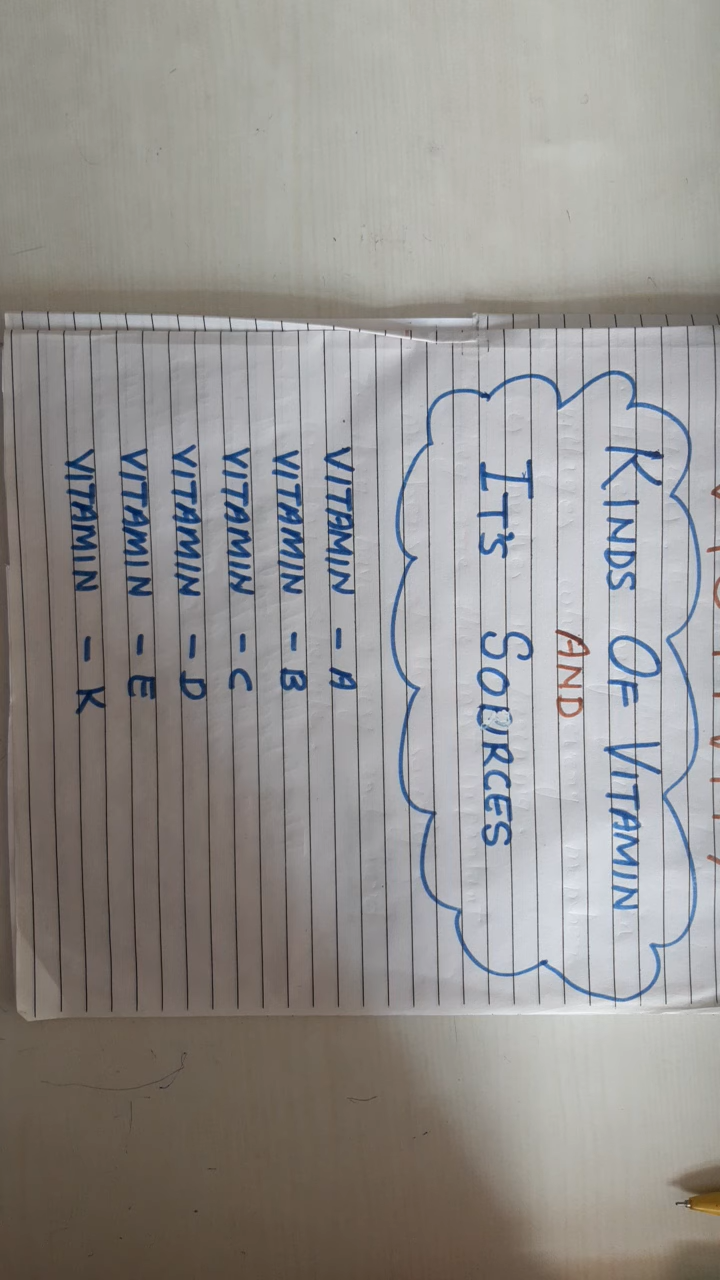 KINDS OF VITAMIN
AND
IT'S SOURCES
VITAMIN - A
VITAMIN - B
VITAMIN - C
VITAMIN - D
VITAMIN - E
VITAMIN - K